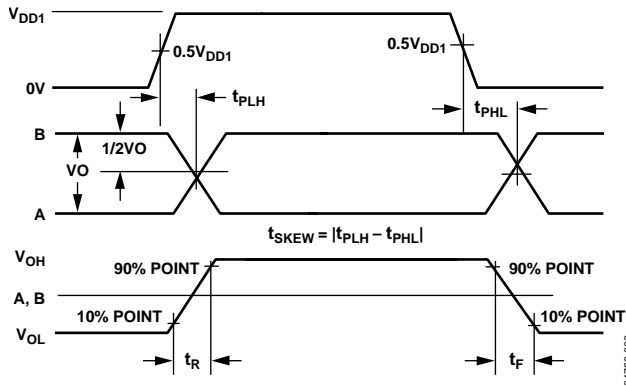 VDD1
0.5VDD1
0.5VDD1
0V
tPLH
tPHL
B
1/2VO
VO
A
tSKEW = |tPLH – tPHL|
VOH
90% POINT
90% POINT
A, B
10% POINT
10% POINT
VOL
tR
tF